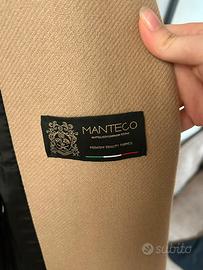 MANTECO
PREMIUM QUALITY FABRICS
subito